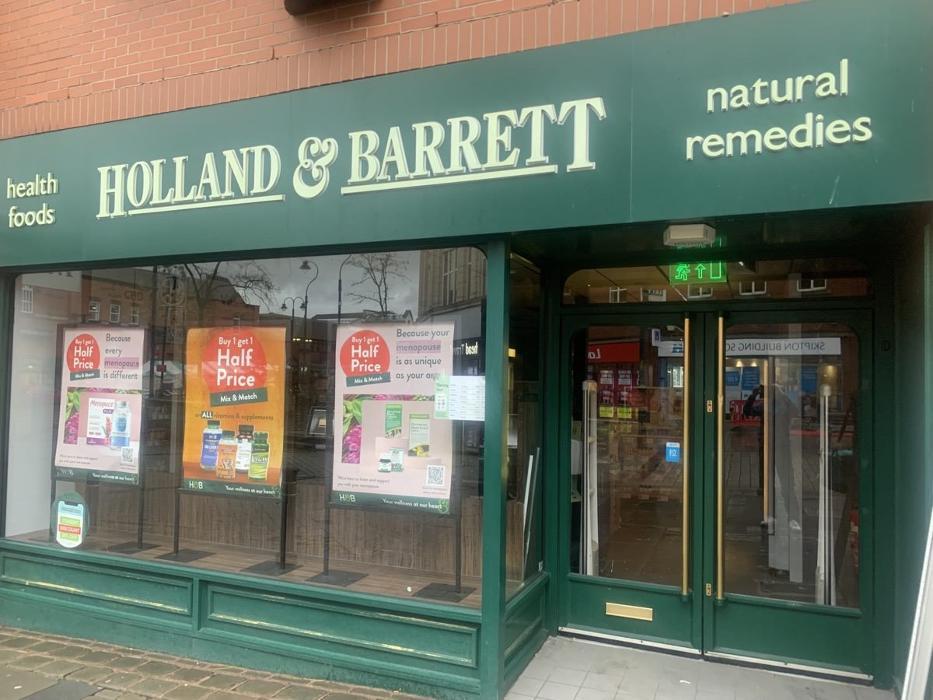 health
foods
HOLLAND & BARRETT
natural
remedies
Buy 1 get 1
Half
Price
Mix & Match
Because
every
menopause
is different
Buy 1 get 1
Half
Price
Mix & Match
ALL vitamins & supplements
H&B
Your wellness at our heart
Buy 1 get 1
Half
Price
Mix & Match
Because your
menopause
is as unique
as your
H&B
Your wellness at our heart
SKIPTON BUILDING SO